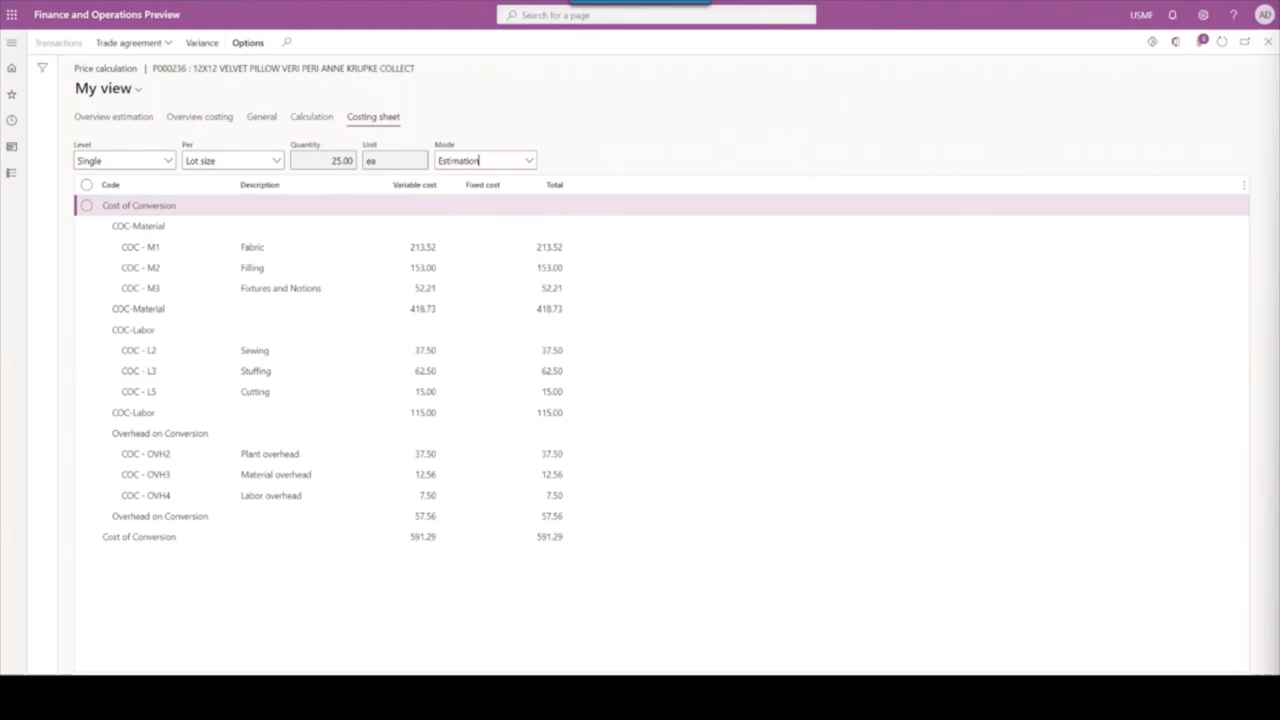 Finance and Operations Preview
Search for a page
USMF
?
AD
Transactions Trade agreement Variance Options
0
Price calculation | P000236 : 12X12 VELVET PILLOW VERI PERI ANNE KRUPKE COLLECT
My view
Overview estimation Overview costing General Calculation Costing sheet
Level Per Quantity Unit Mode
Single Lot size 25.00 ea Estimation
Code Description Variable cost Fixed cost Total
Cost of Conversion
COC-Material
COC - M1 Fabric 213.52 213.52
COC - M2 Filling 153.00 153.00
COC - M3 Fixtures and Notions 52.21 52.21
COC-Material 418.73 418.73
COC-Labor
COC - L2 Sewing 37.50 37.50
COC - L3 Stuffing 62.50 62.50
COC - L5 Cutting 15.00 15.00
COC-Labor 115.00 115.00
Overhead on Conversion
COC - OVH2 Plant overhead 37.50 37.50
COC - OVH3 Material overhead 12.56 12.56
COC - OVH4 Labor overhead 7.50 7.50
Overhead on Conversion 57.56 57.56
Cost of Conversion 591.29 591.29